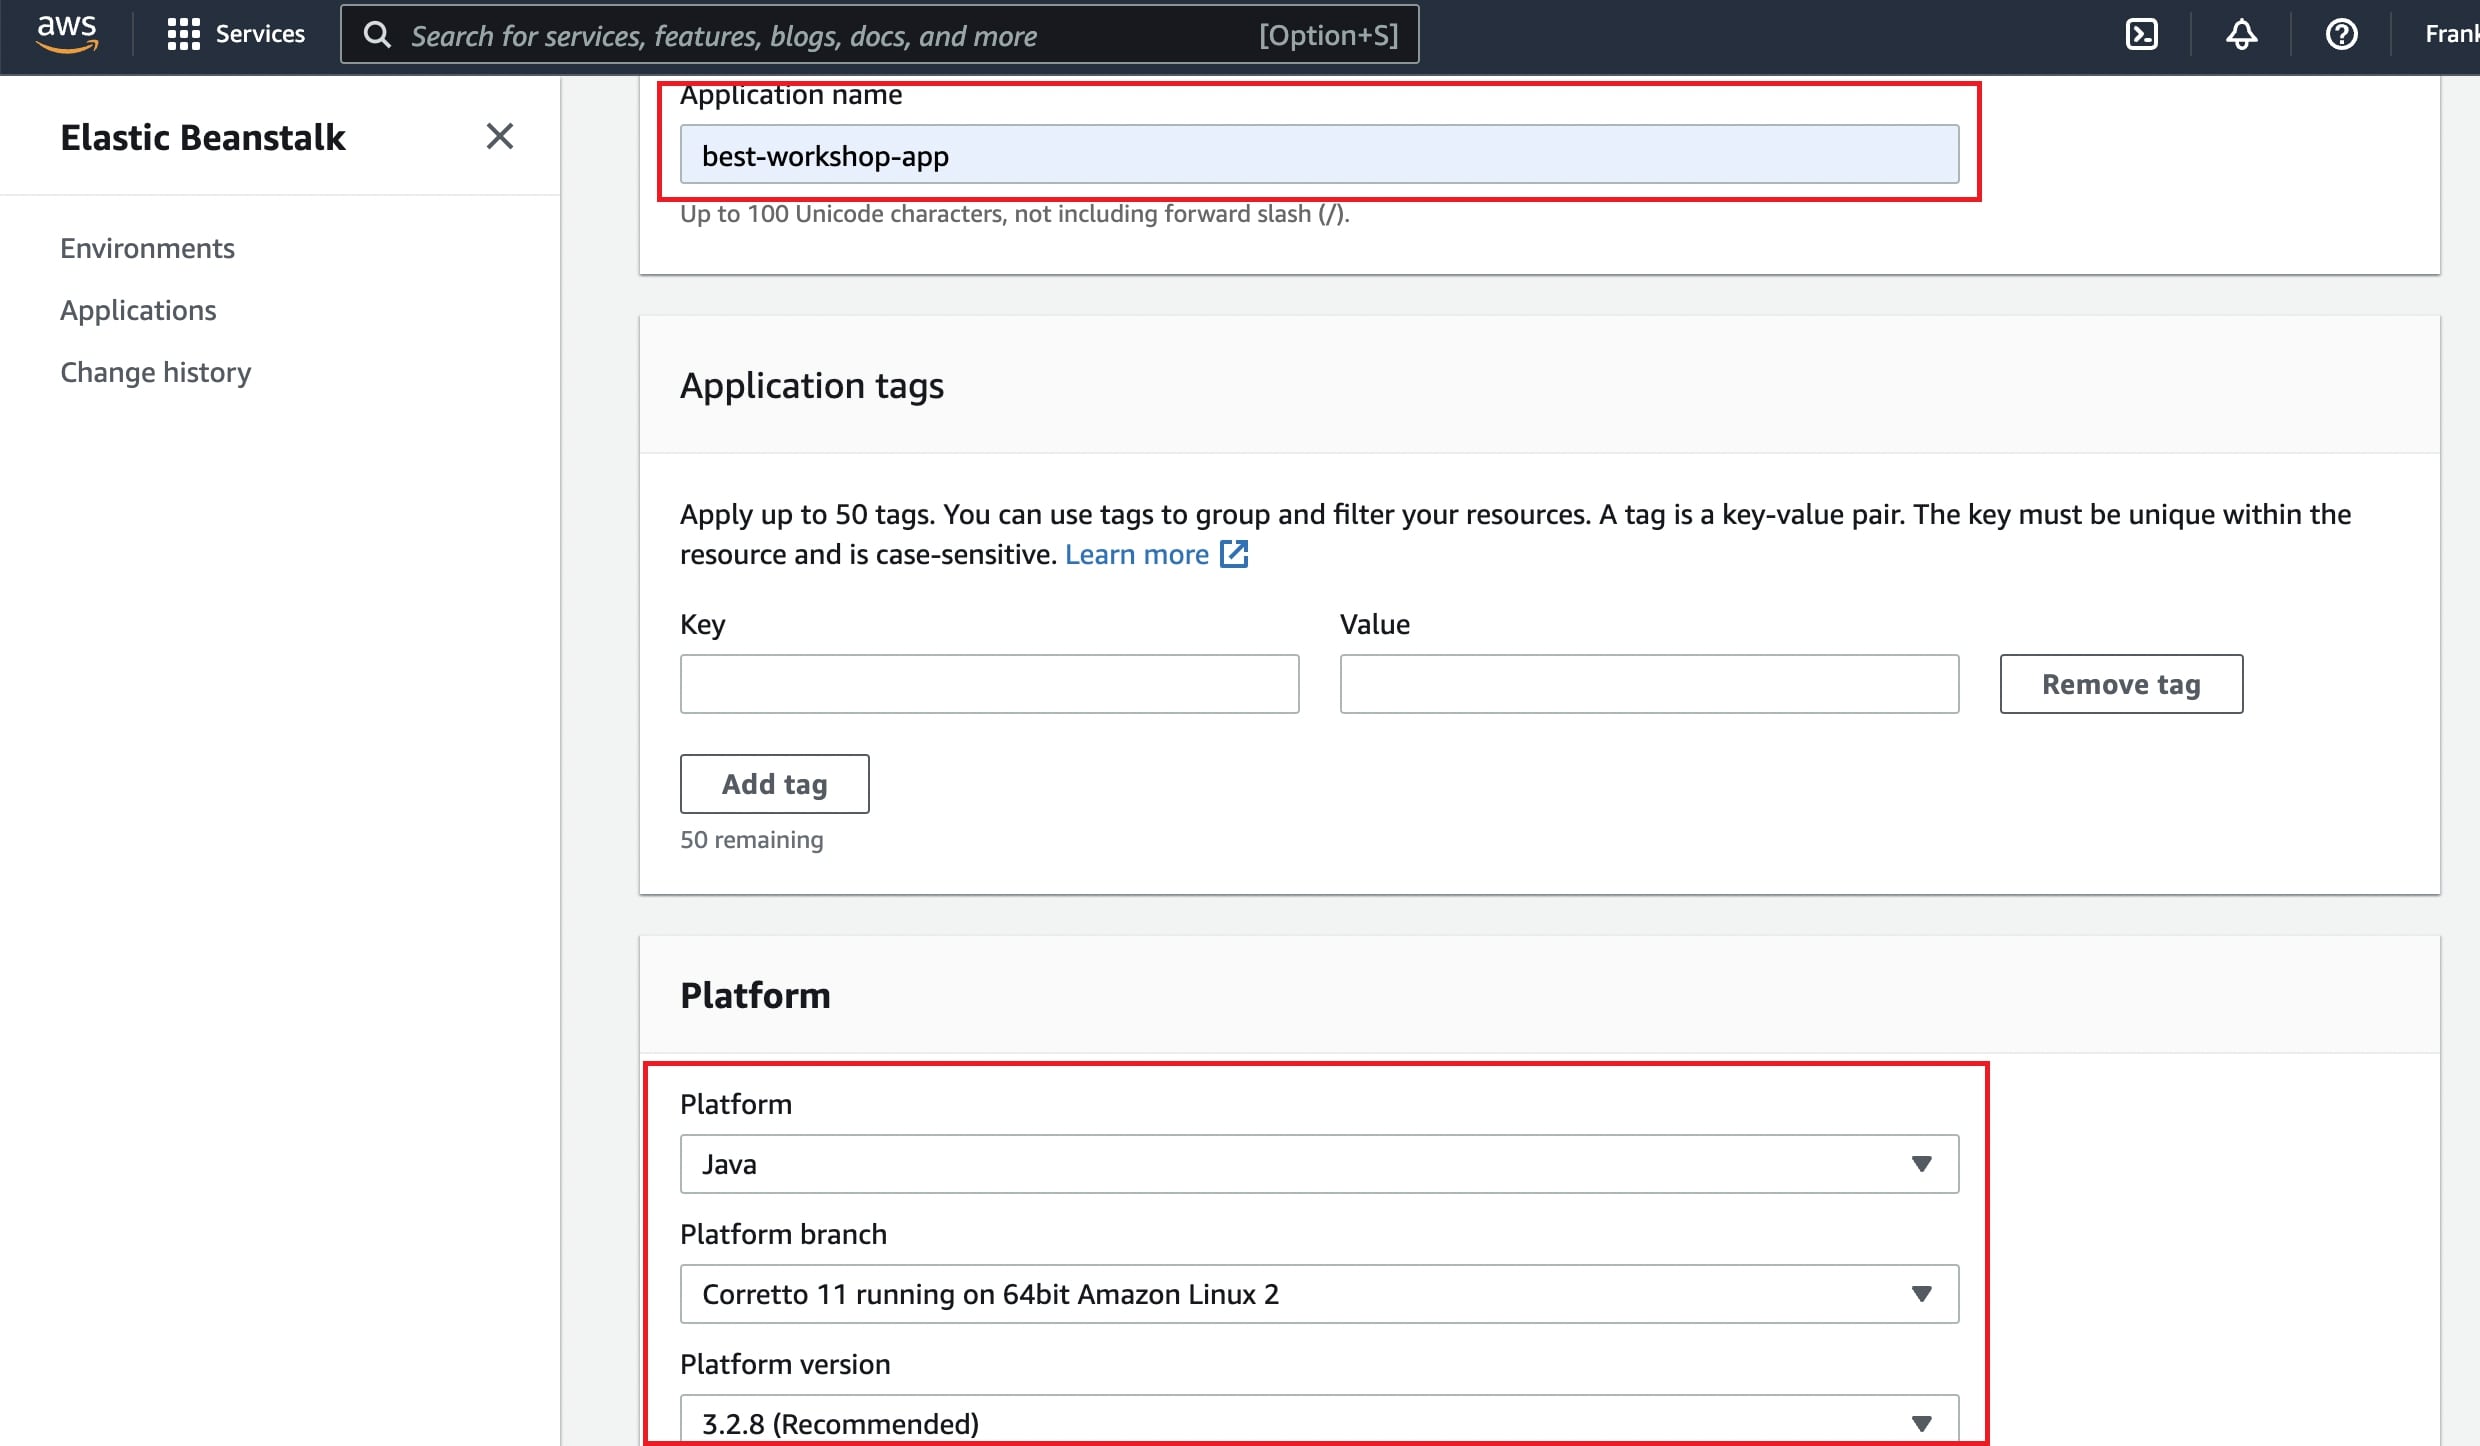 aws
Services
Search for services, features, blogs, docs, and more
[Option+S]
Frank
Elastic Beanstalk
Environments
Applications
Change history
Application name
best-workshop-app
Up to 100 Unicode characters, not including forward slash (/).
Application tags
Apply up to 50 tags. You can use tags to group and filter your resources. A tag is a key-value pair. The key must be unique within the
resource and is case-sensitive. Learn more
Key
Value
Remove tag
Add tag
50 remaining
Platform
Platform
Java
Platform branch
Corretto 11 running on 64bit Amazon Linux 2
Platform version
3.2.8 (Recommended)